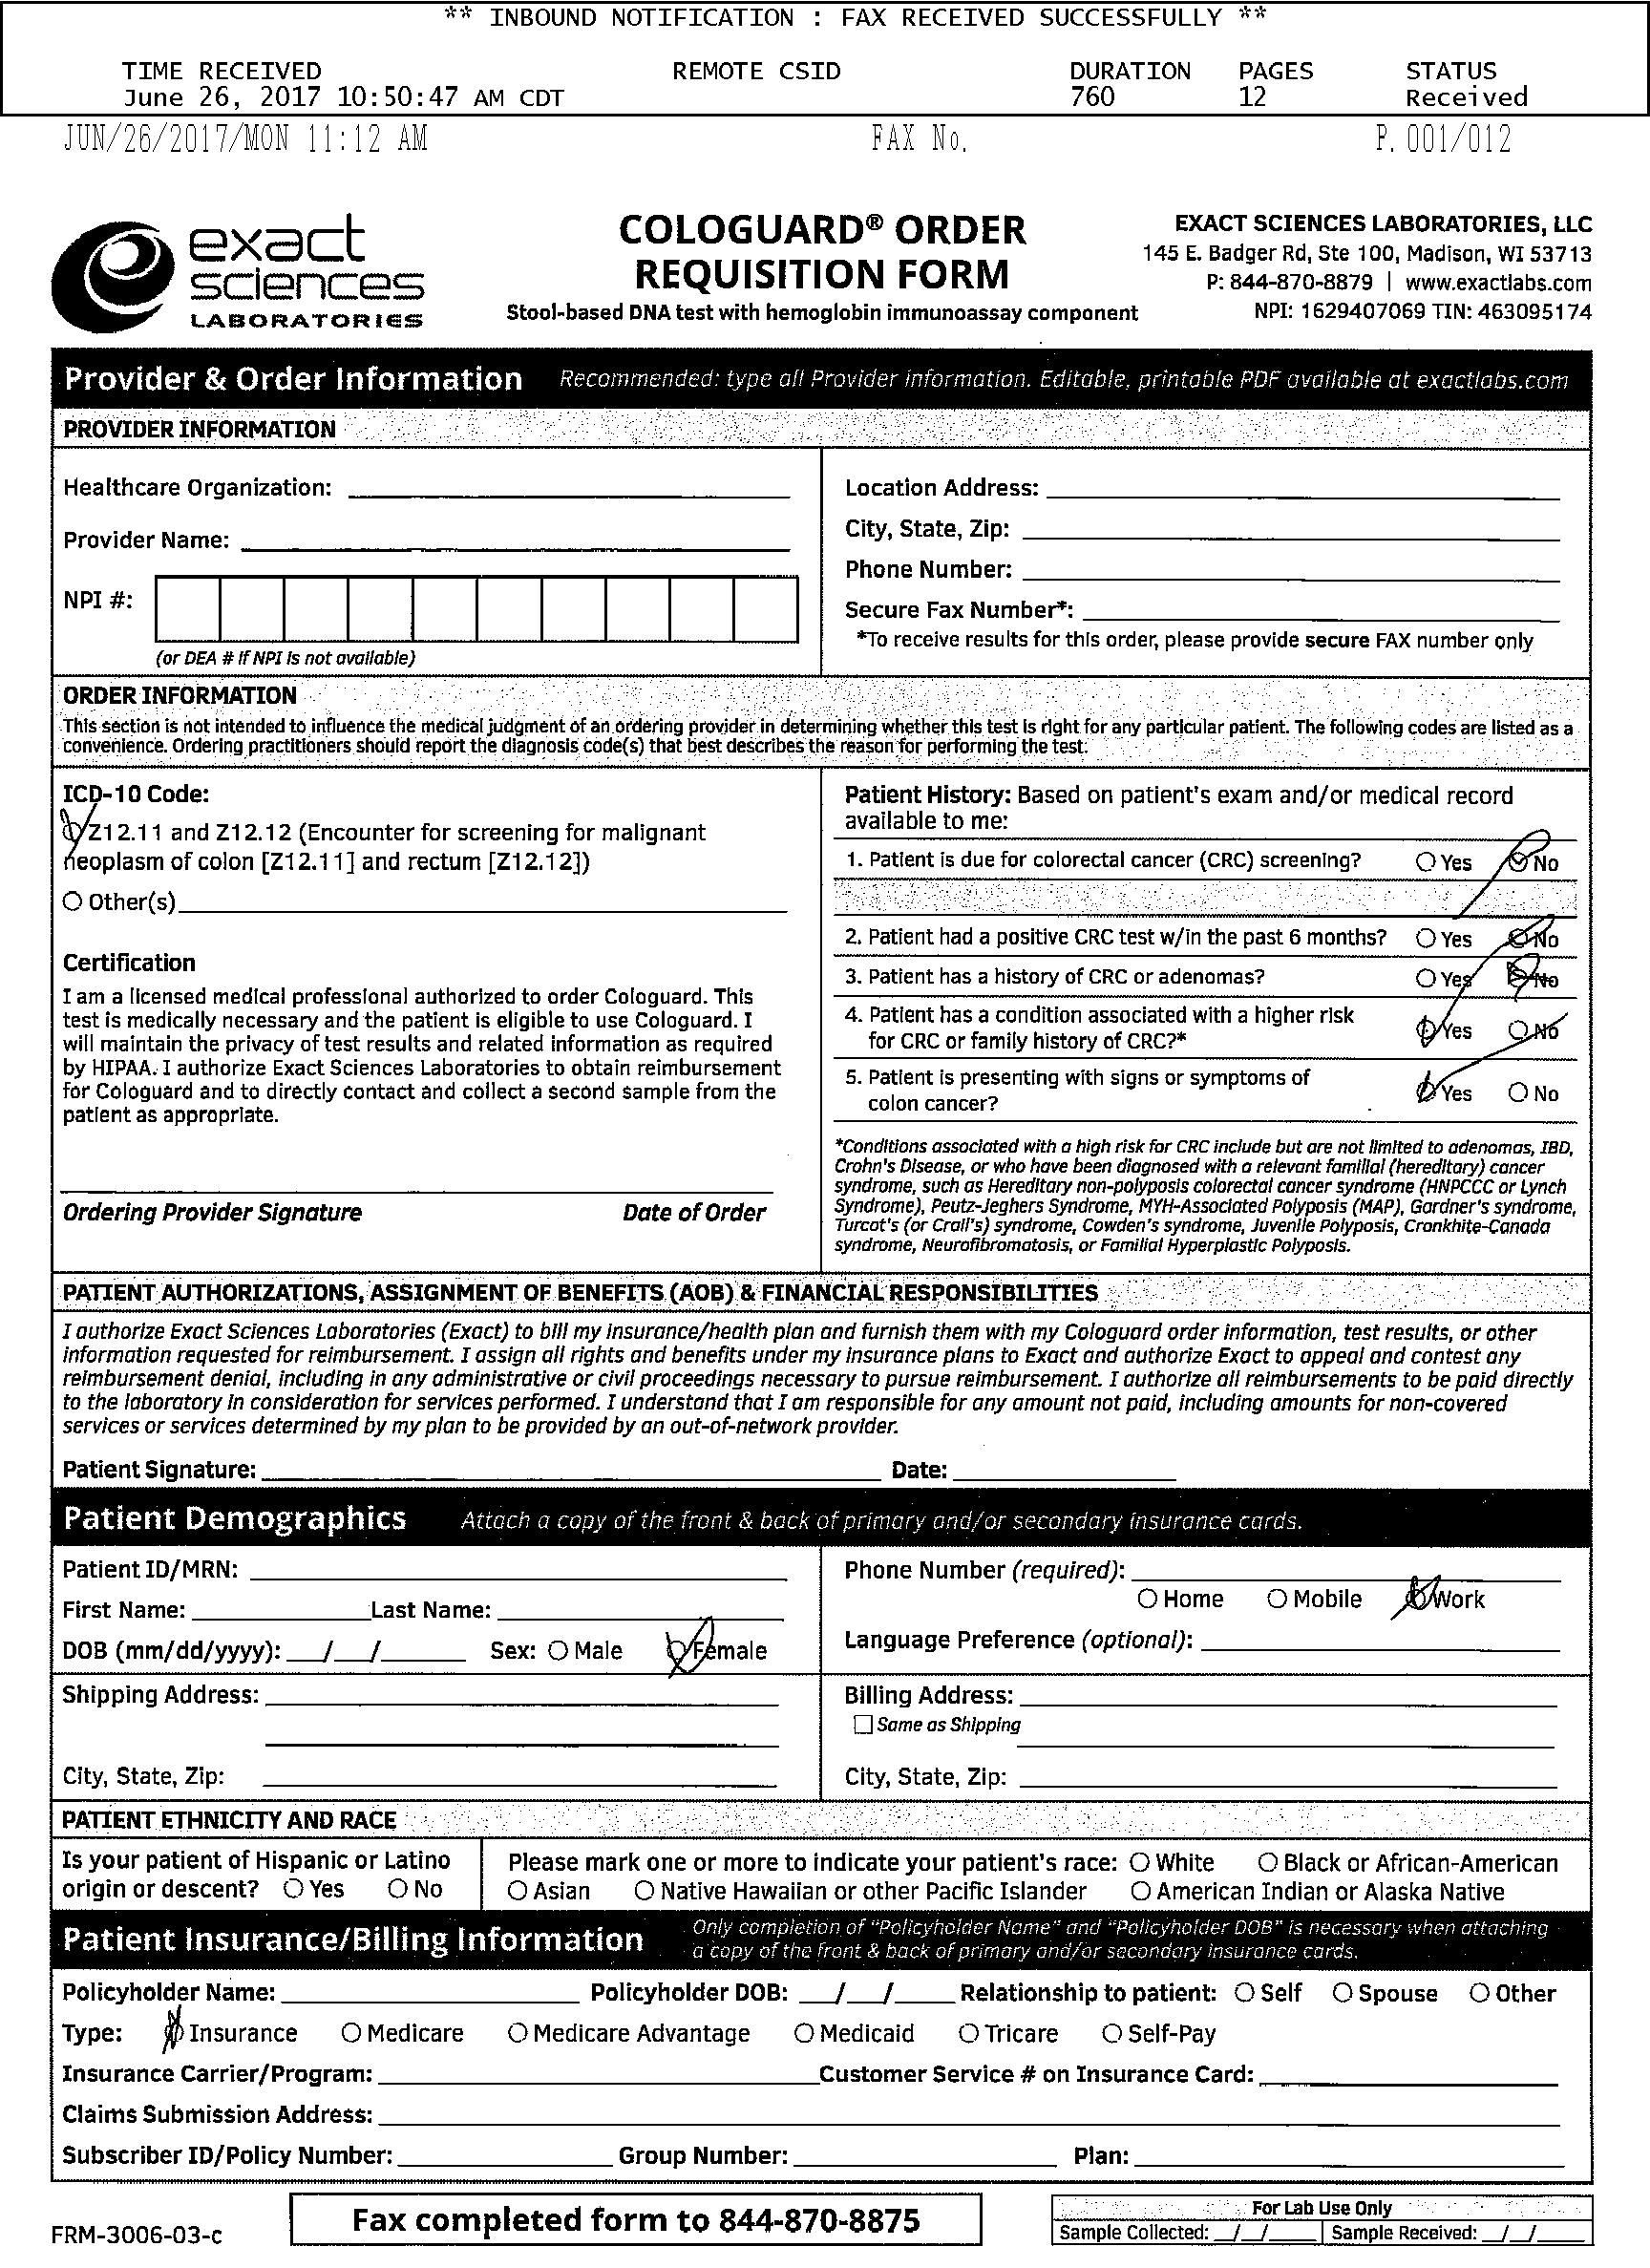 ** INBOUND NOTIFICATION : FAX RECEIVED SUCCESSFULLY **
TIME RECEIVED REMOTE CSID DURATION PAGES STATUS
June 26, 2017 10:50:47 AM CDT 760 12 Received
JUN/26/2017/MON 11:12 AM FAX No. P. 001/012
exact
sciences
LABORATORIES
COLOGUARD® ORDER
REQUISITION FORM
Stool-based DNA test with hemoglobin immunoassay component
EXACT SCIENCES LABORATORIES, LLC
145 E. Badger Rd, Ste 100, Madison, WI 53713
P: 844-870-8879 | www.exactlabs.com
NPI: 1629407069 TIN: 463095174
Provider & Order Information Recommended: type all Provider information. Editable, printable PDF available at exactlabs.com
PROVIDER INFORMATION
Healthcare Organization:
Provider Name:
NPI #:
(or DEA # if NPI is not available)
Location Address:
City, State, Zip:
Phone Number:
Secure Fax Number*:
*To receive results for this order, please provide secure FAX number only
ORDER INFORMATION
This section is not intended to influence the medical judgment of an ordering provider in determining whether this test is right for any particular patient. The following codes are listed as a
convenience. Ordering practitioners should report the diagnosis code(s) that best describes the reason for performing the test.
ICD-10 Code:
Z12.11 and Z12.12 (Encounter for screening for malignant
neoplasm of colon [Z12.11] and rectum [Z12.12])
Other(s)
Certification
I am a licensed medical professional authorized to order Cologuard. This
test is medically necessary and the patient is eligible to use Cologuard. I
will maintain the privacy of test results and related information as required
by HIPAA. I authorize Exact Sciences Laboratories to obtain reimbursement
for Cologuard and to directly contact and collect a second sample from the
patient as appropriate.
Ordering Provider Signature Date of Order
Patient History: Based on patient's exam and/or medical record
available to me:
1. Patient is due for colorectal cancer (CRC) screening? Yes No
2. Patient had a positive CRC test w/in the past 6 months? Yes No
3. Patient has a history of CRC or adenomas? Yes No
4. Patient has a condition associated with a higher risk
for CRC or family history of CRC?* Yes No
5. Patient is presenting with signs or symptoms of
colon cancer? Yes No
*Conditions associated with a high risk for CRC include but are not limited to adenomas, IBD,
Crohn's Disease, or who have been diagnosed with a relevant familial (hereditary) cancer
syndrome, such as Hereditary non-polyposis colorectal cancer syndrome (HNPCCC or Lynch
Syndrome), Peutz-Jeghers Syndrome, MYH-Associated Polyposis (MAP), Gardner's syndrome,
Turcot's (or Crail's) syndrome, Cowden's syndrome, Juvenile Polyposis, Cronkhite-Canada
syndrome, Neurofibromatosis, or Familial Hyperplastic Polyposis.
PATIENT AUTHORIZATIONS, ASSIGNMENT OF BENEFITS (AOB) & FINANCIAL RESPONSIBILITIES
I authorize Exact Sciences Laboratories (Exact) to bill my insurance/health plan and furnish them with my Cologuard order information, test results, or other
information requested for reimbursement. I assign all rights and benefits under my insurance plans to Exact and authorize Exact to appeal and contest any
reimbursement denial, including in any administrative or civil proceedings necessary to pursue reimbursement. I authorize all reimbursements to be paid directly
to the laboratory in consideration for services performed. I understand that I am responsible for any amount not paid, including amounts for non-covered
services or services determined by my plan to be provided by an out-of-network provider.
Patient Signature: Date:
Patient Demographics Attach a copy of the front & back of primary and/or secondary insurance cards.
Patient ID/MRN:
First Name: Last Name:
DOB (mm/dd/yyyy): / / Sex: Male Female
Phone Number (required):
Home Mobile Work
Language Preference (optional):
Shipping Address:
City, State, Zip:
Billing Address:
Same as Shipping
City, State, Zip:
PATIENT ETHNICITY AND RACE
Is your patient of Hispanic or Latino
origin or descent? Yes No
Please mark one or more to indicate your patient's race: White Black or African-American
Asian Native Hawaiian or other Pacific Islander American Indian or Alaska Native
Patient Insurance/Billing Information Only completion of "Policyholder Name" and "Policyholder DOB" is necessary when attaching
a copy of the front & back of primary and/or secondary insurance cards.
Policyholder Name: Policyholder DOB: / / Relationship to patient: Self Spouse Other
Type: Insurance Medicare Medicare Advantage Medicaid Tricare Self-Pay
Insurance Carrier/Program: Customer Service # on Insurance Card:
Claims Submission Address:
Subscriber ID/Policy Number: Group Number: Plan:
FRM-3006-03-c
Fax completed form to 844-870-8875
For Lab Use Only
Sample Collected: / / Sample Received: / /